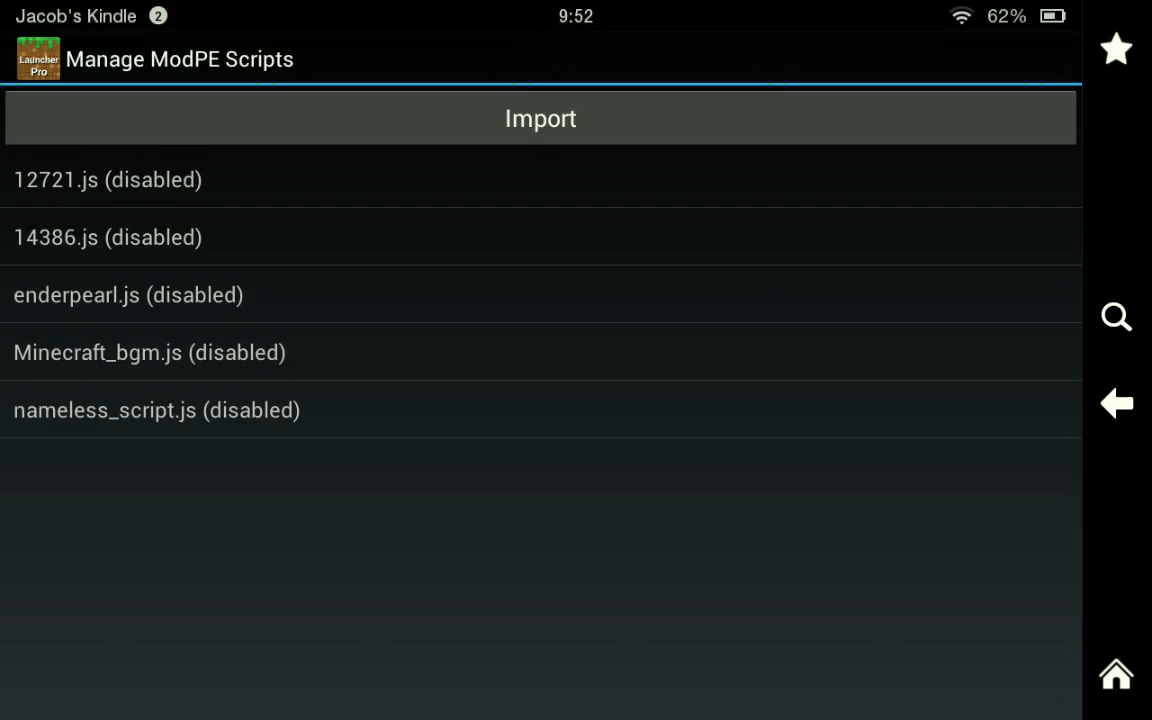 Jacob's Kindle 2 9:52 62%
Launcher
Pro
Manage ModPE Scripts
Import
12721.js (disabled)
14386.js (disabled)
enderpearl.js (disabled)
Minecraft_bgm.js (disabled)
nameless_script.js (disabled)